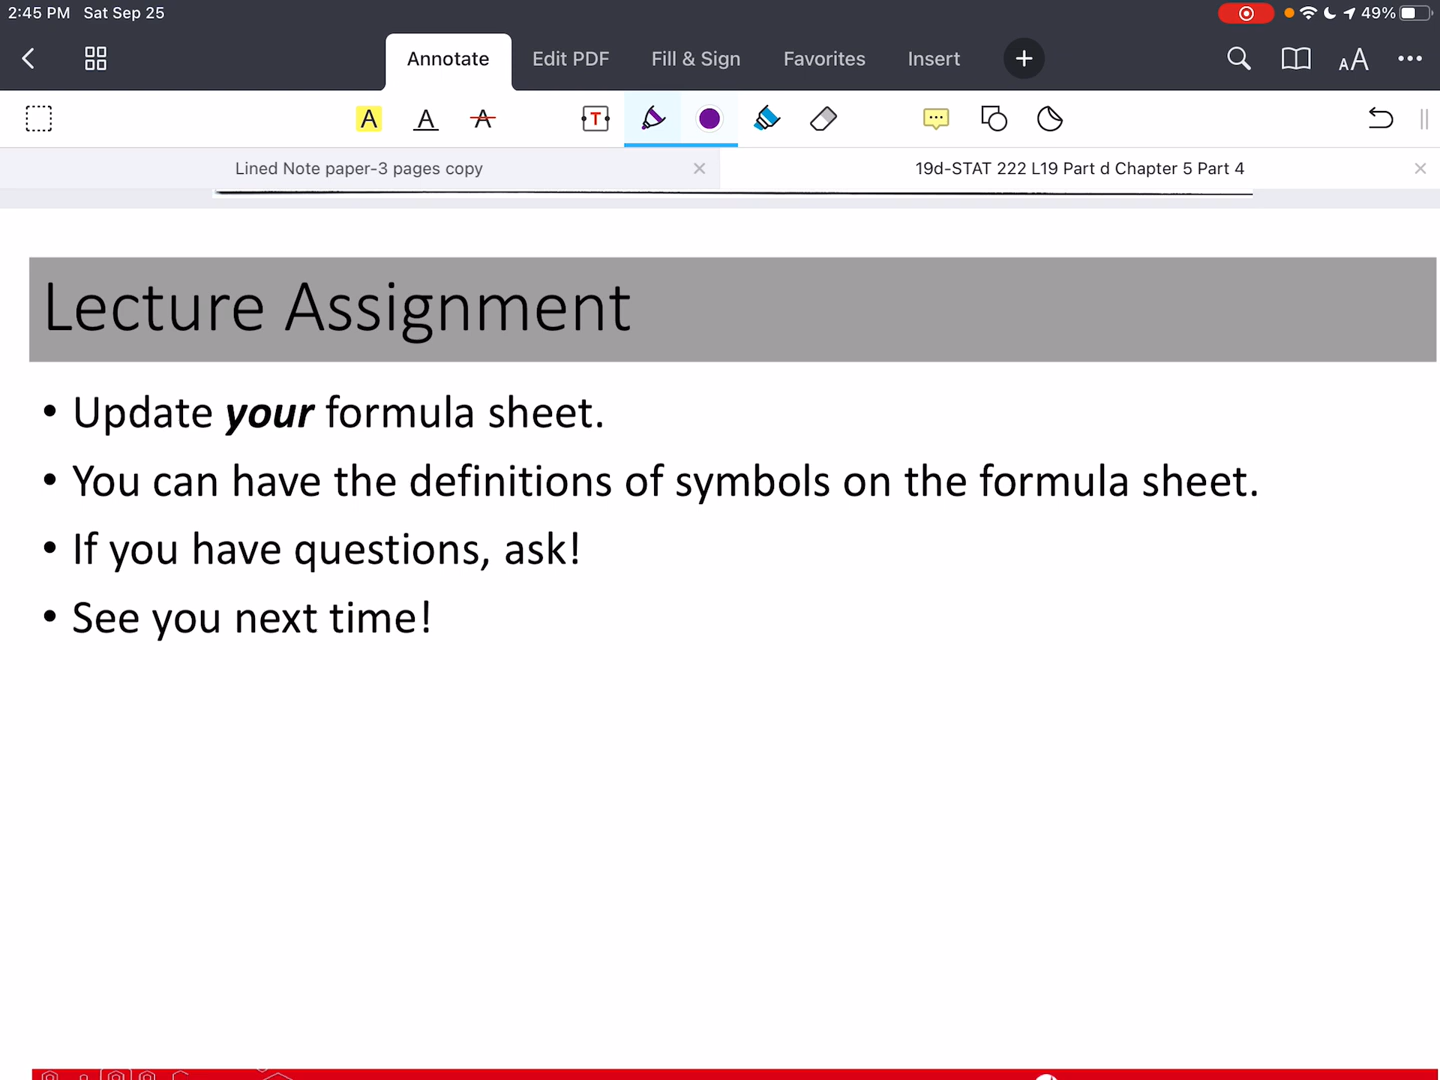 2:45 PM Sat Sep 25
49%
Annotate Edit PDF Fill & Sign Favorites Insert
AA
A A A T
Lined Note paper-3 pages copy
19d-STAT 222 L19 Part d Chapter 5 Part 4
Lecture Assignment
• Update your formula sheet.
• You can have the definitions of symbols on the formula sheet.
• If you have questions, ask!
• See you next time!